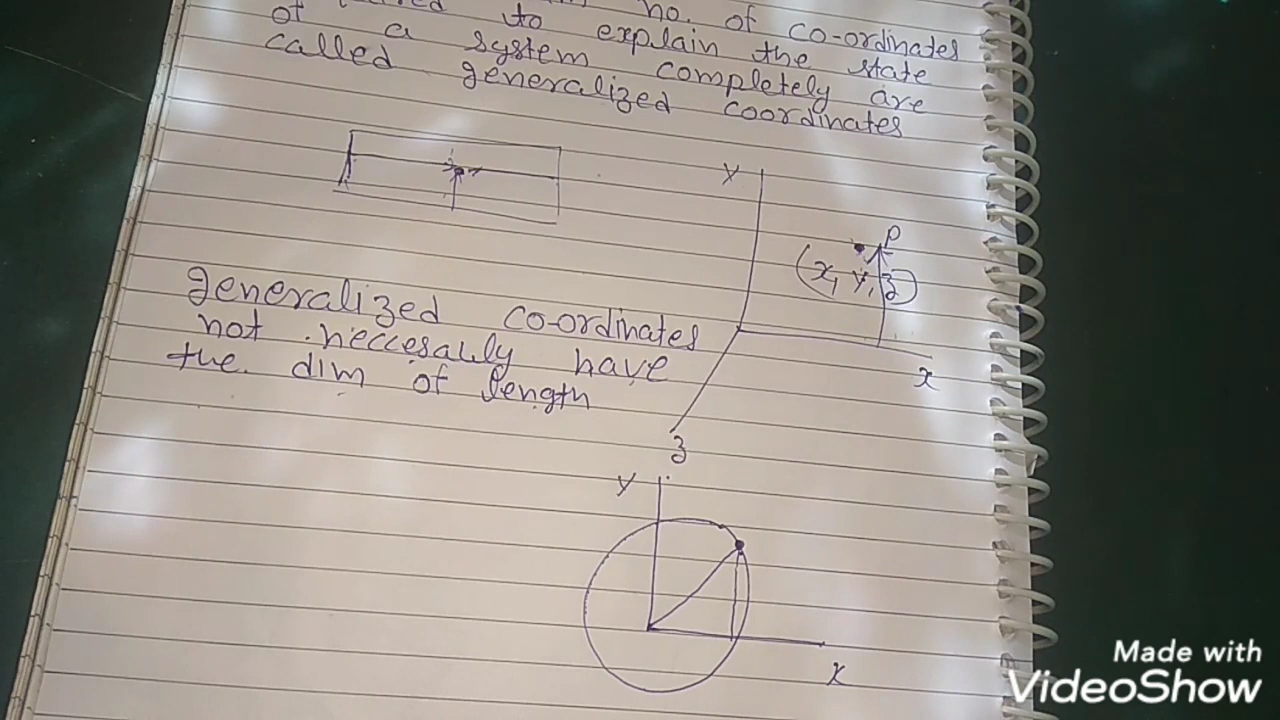 no. of co-ordinates
to explain the state
of a system completely are
called generalized coordinates
y
P
(x, y, z)
x
z
generalized co-ordinates
not neccesauly have
the dim of length
y
x
Made with
VideoShow